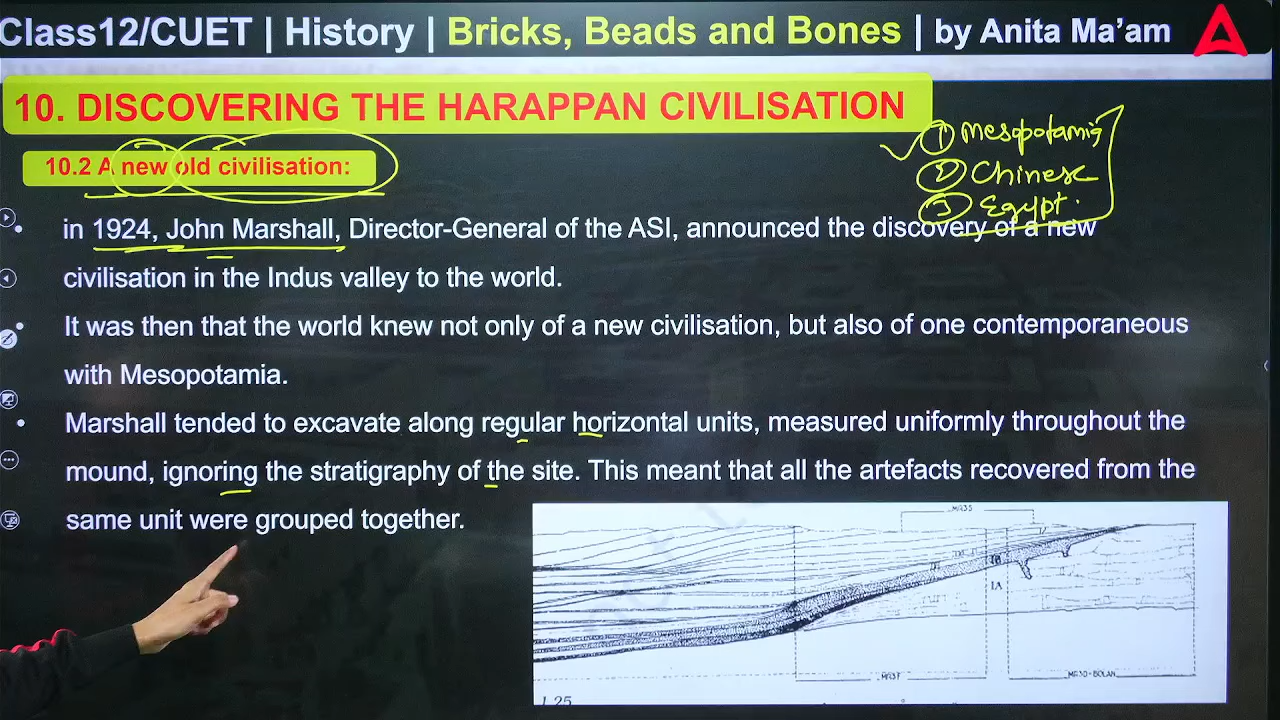 Class12/CUET | History | Bricks, Beads and Bones | by Anita Ma'am
10. DISCOVERING THE HARAPPAN CIVILISATION
① Mesopotamia
② Chinese
③ Egypt.
10.2 A new old civilisation:
in 1924, John Marshall, Director-General of the ASI, announced the discovery of a new
civilisation in the Indus valley to the world.
It was then that the world knew not only of a new civilisation, but also of one contemporaneous
with Mesopotamia.
Marshall tended to excavate along regular horizontal units, measured uniformly throughout the
mound, ignoring the stratigraphy of the site. This meant that all the artefacts recovered from the
same unit were grouped together.
MR35
IA
MR37
MR30-BOLAN